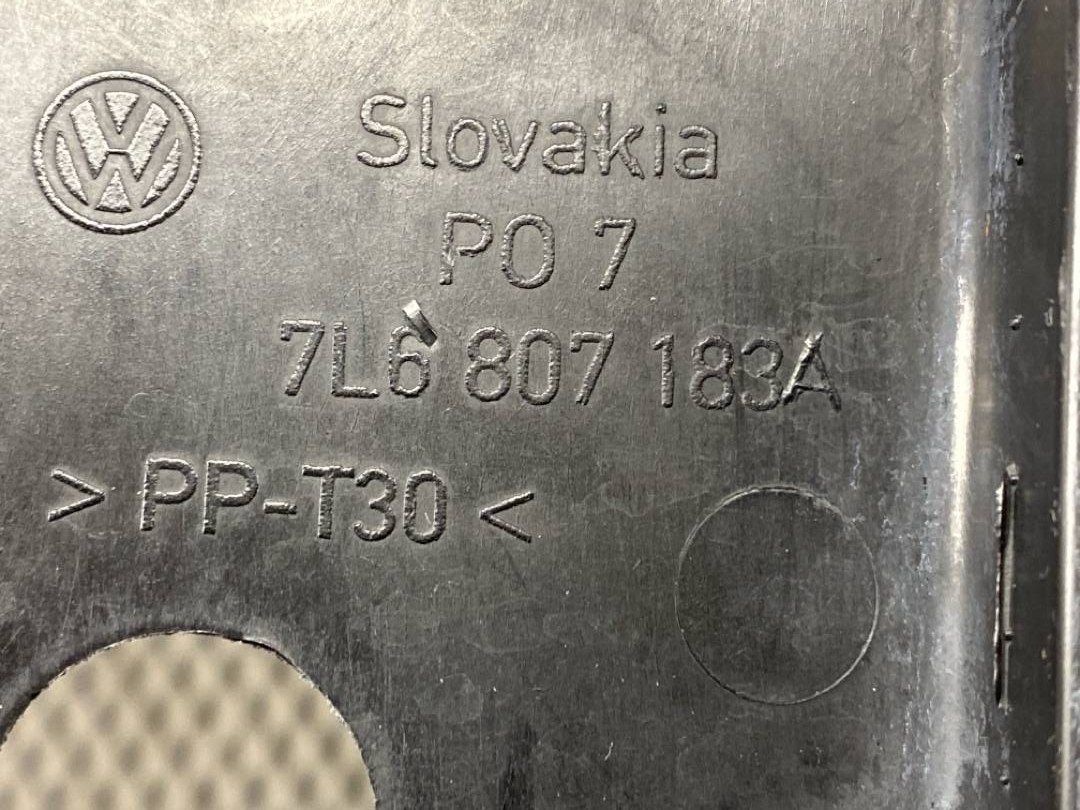 Slovakia
PO 7
7L6 807 183A
> PP-T30 <